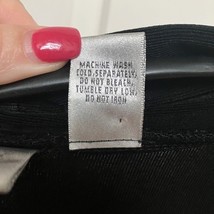 MACHINE WASH
COLD, SEPARATELY,
DO NOT BLEACH,
TUMBLE DRY LOW,
DO NOT IRON